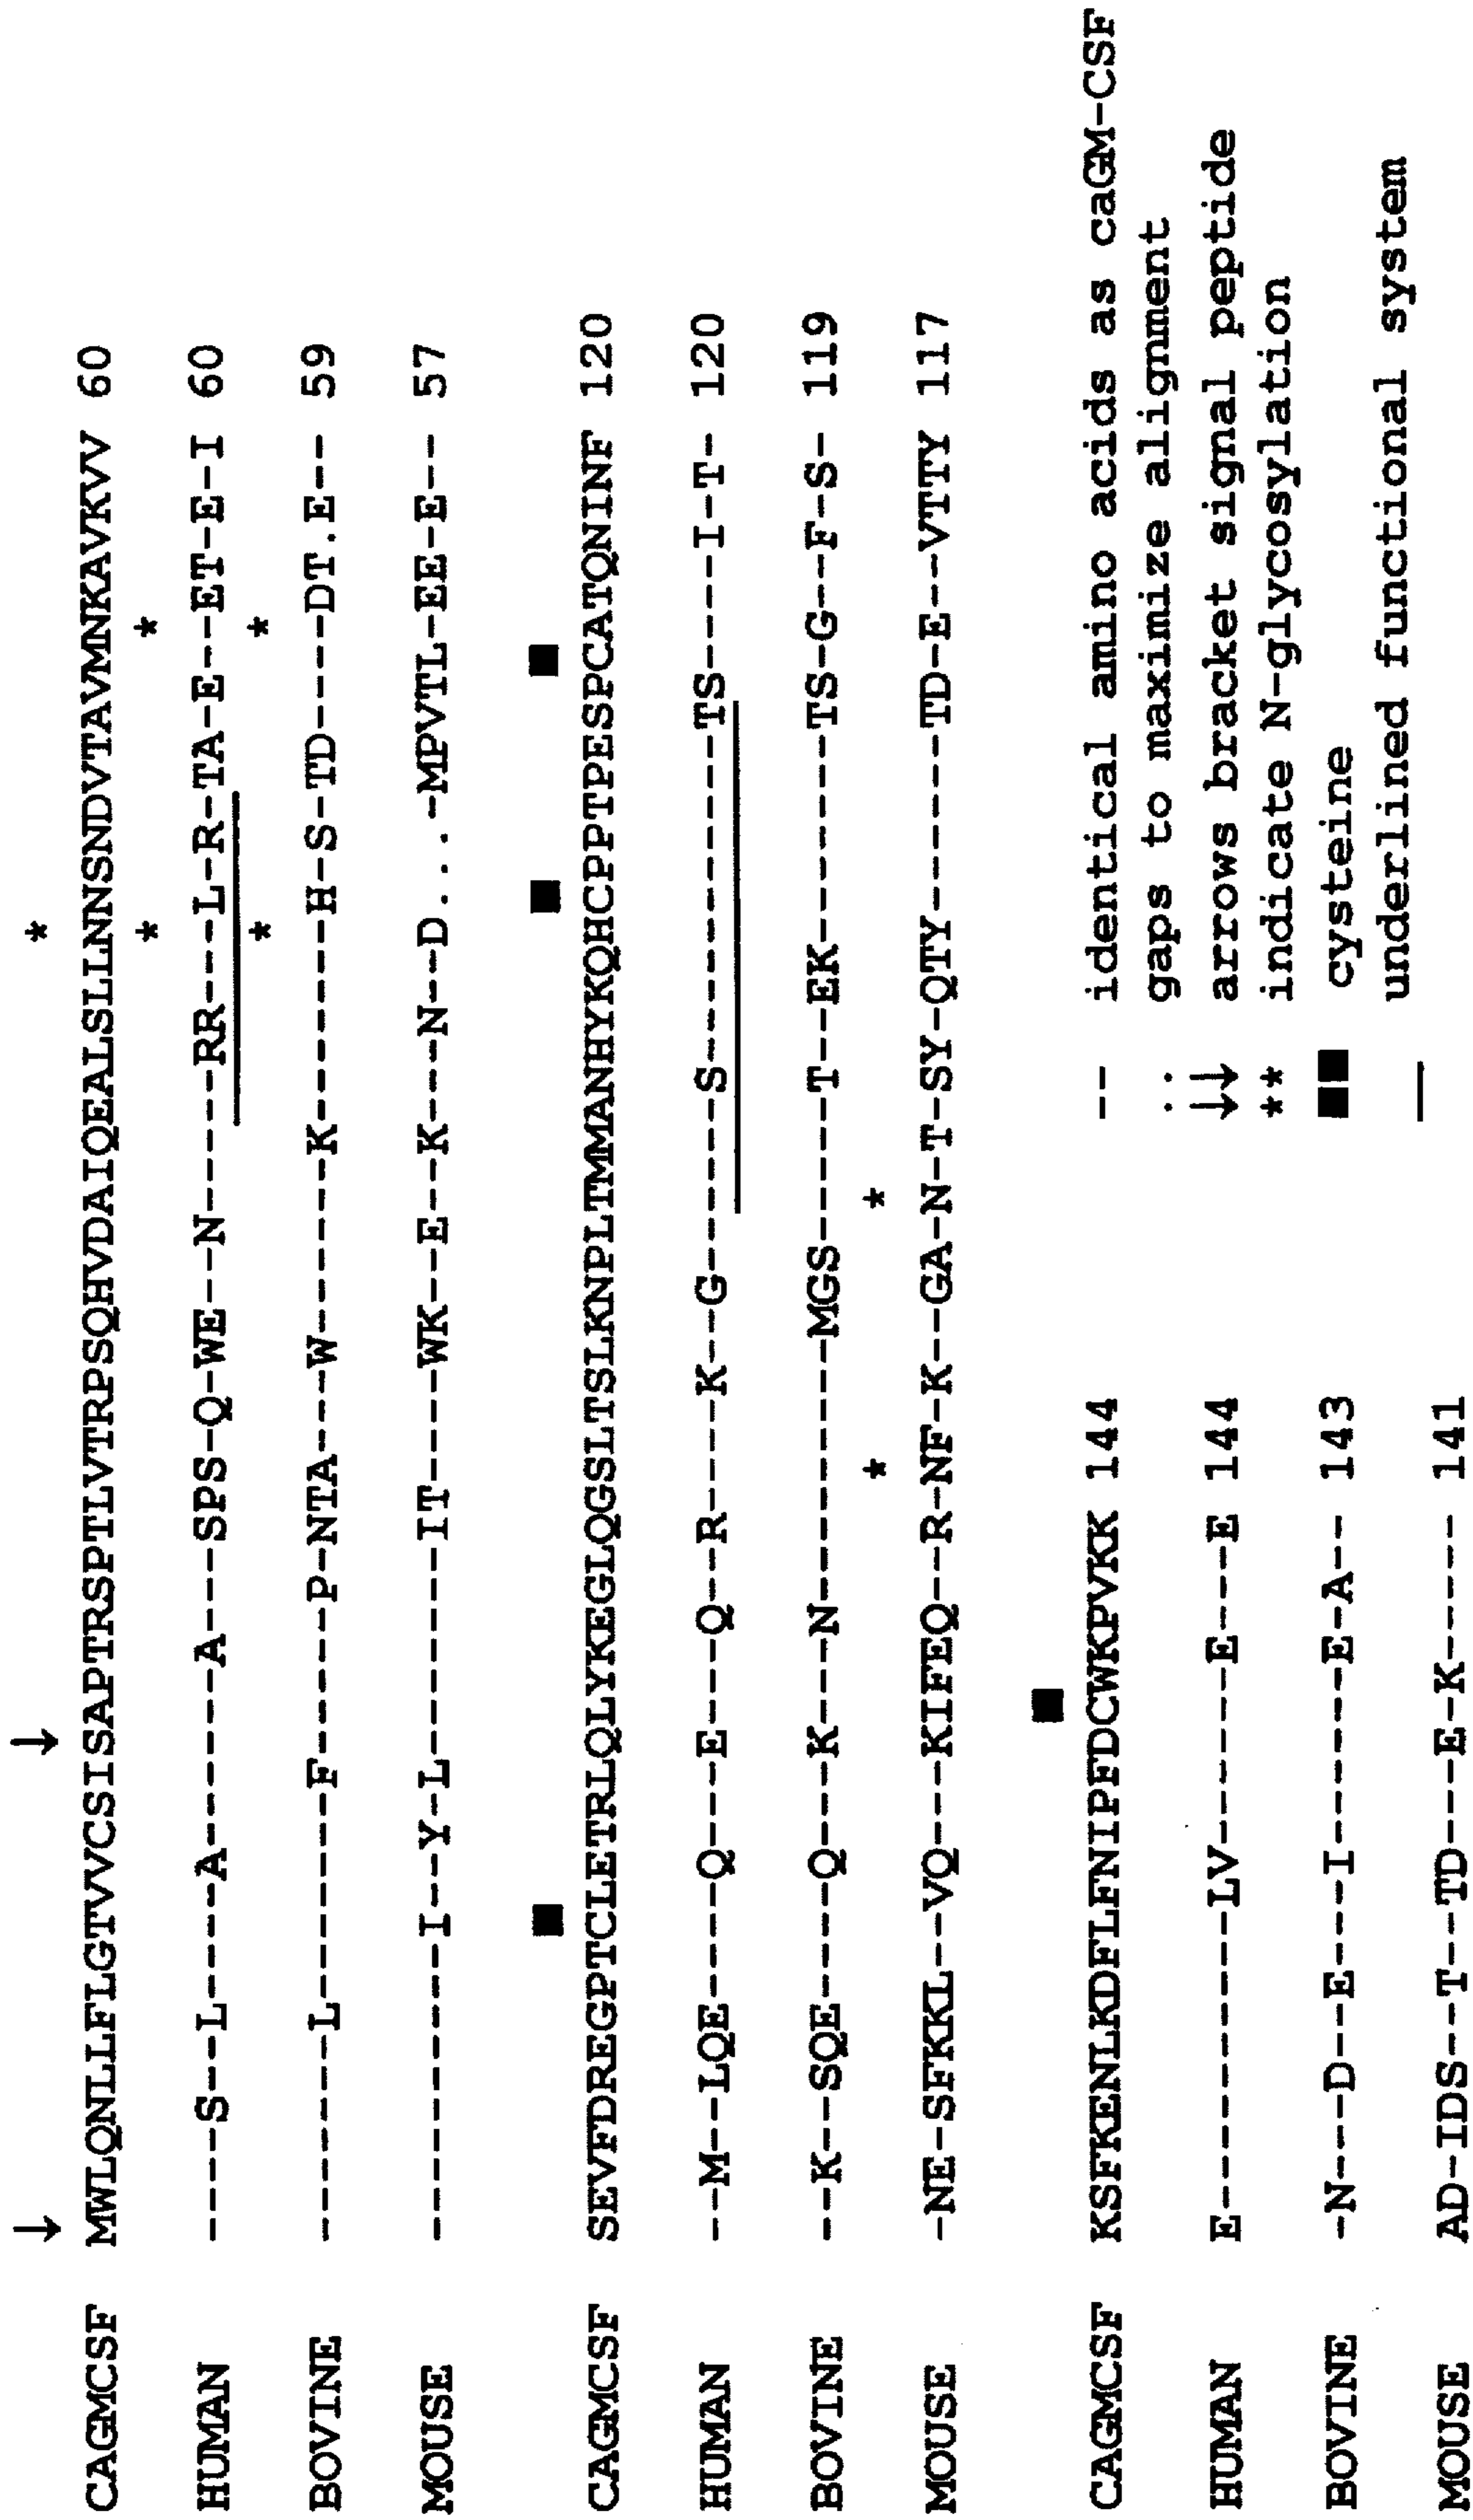 ↓ ↓ *
CAGMCSF MWLQNLLFLGTVVCSISAPTRSPTLVTRPSQHVDAIQEALSLLNNSNDVTAVMNKAVKVV 60
* *
HUMAN ----S--L----A------A---SPS-Q-WE--N-----RR---L-R-TA-E--ET-E-I 60
* *
BOVINE -------L-------F-----P-NTA---W------K-------H-S-TD----DT.E-- 59
MOUSE ----------I--Y-L-------IT----WK--E--K---N--D...-MPVTL-EE-E-- 57
■ ■ ■
CAGMCSF SEVFDREGPTCLETRLQLYKEGLQGSLTSLKNPLTMMANHYKQHCPPTPESPCATQNINF 120
HUMAN --M--LQE----Q---E---Q--R----K--G------S-----------TS----I-T- 120
BOVINE --K--SQE----Q---K---N---------MGS-----T--EK-------TS-G--F-S- 119
* *
MOUSE -NE-SFKKL--VQ---KIFEQ--R-NF-K--GA-N-T-SY-QTY------TD-E--VTTY 117
■
CAGMCSF KSFKENLKDFLFNIPFDCWKPVKK 144
HUMAN E----------LV------E---E 144
BOVINE -N--D---E---I------E-A-- 143
MOUSE AD-IDS--T--TD---E-K----- 141
-- identical amino acids as caGM-CSF
: gaps to maximize alignment
↓↓ arrows bracket signal peptide
** indicate N-glycosylation
■■ cysteine
__ underlined functional system